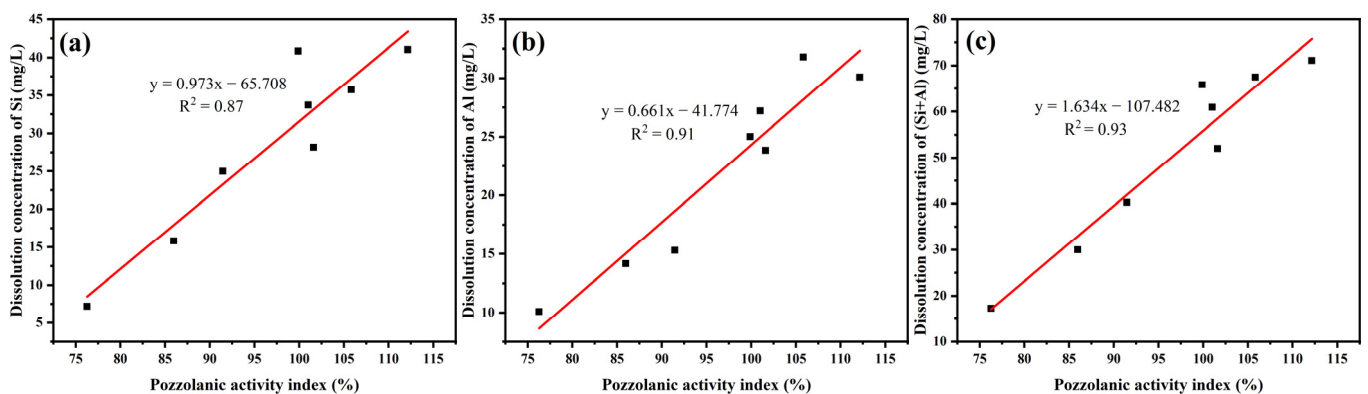 (a)
Dissolution concentration of Si (mg/L)
45
40
35
30
25
20
15
10
5
y = 0.973x − 65.708
R² = 0.87
75 80 85 90 95 100 105 110 115
Pozzolanic activity index (%)
(b)
Dissolution concentration of Al (mg/L)
35
30
25
15
10
y = 0.661x − 41.774
R² = 0.91
75 80 85 90 95 100 105 110 115
Pozzolanic activity index (%)
(c)
Dissolution concentration of (Si+Al) (mg/L)
80
70
60
50
40
30
20
10
y = 1.634x − 107.482
R² = 0.93
75 80 85 90 95 100 105 110 115
Pozzolanic activity index (%)